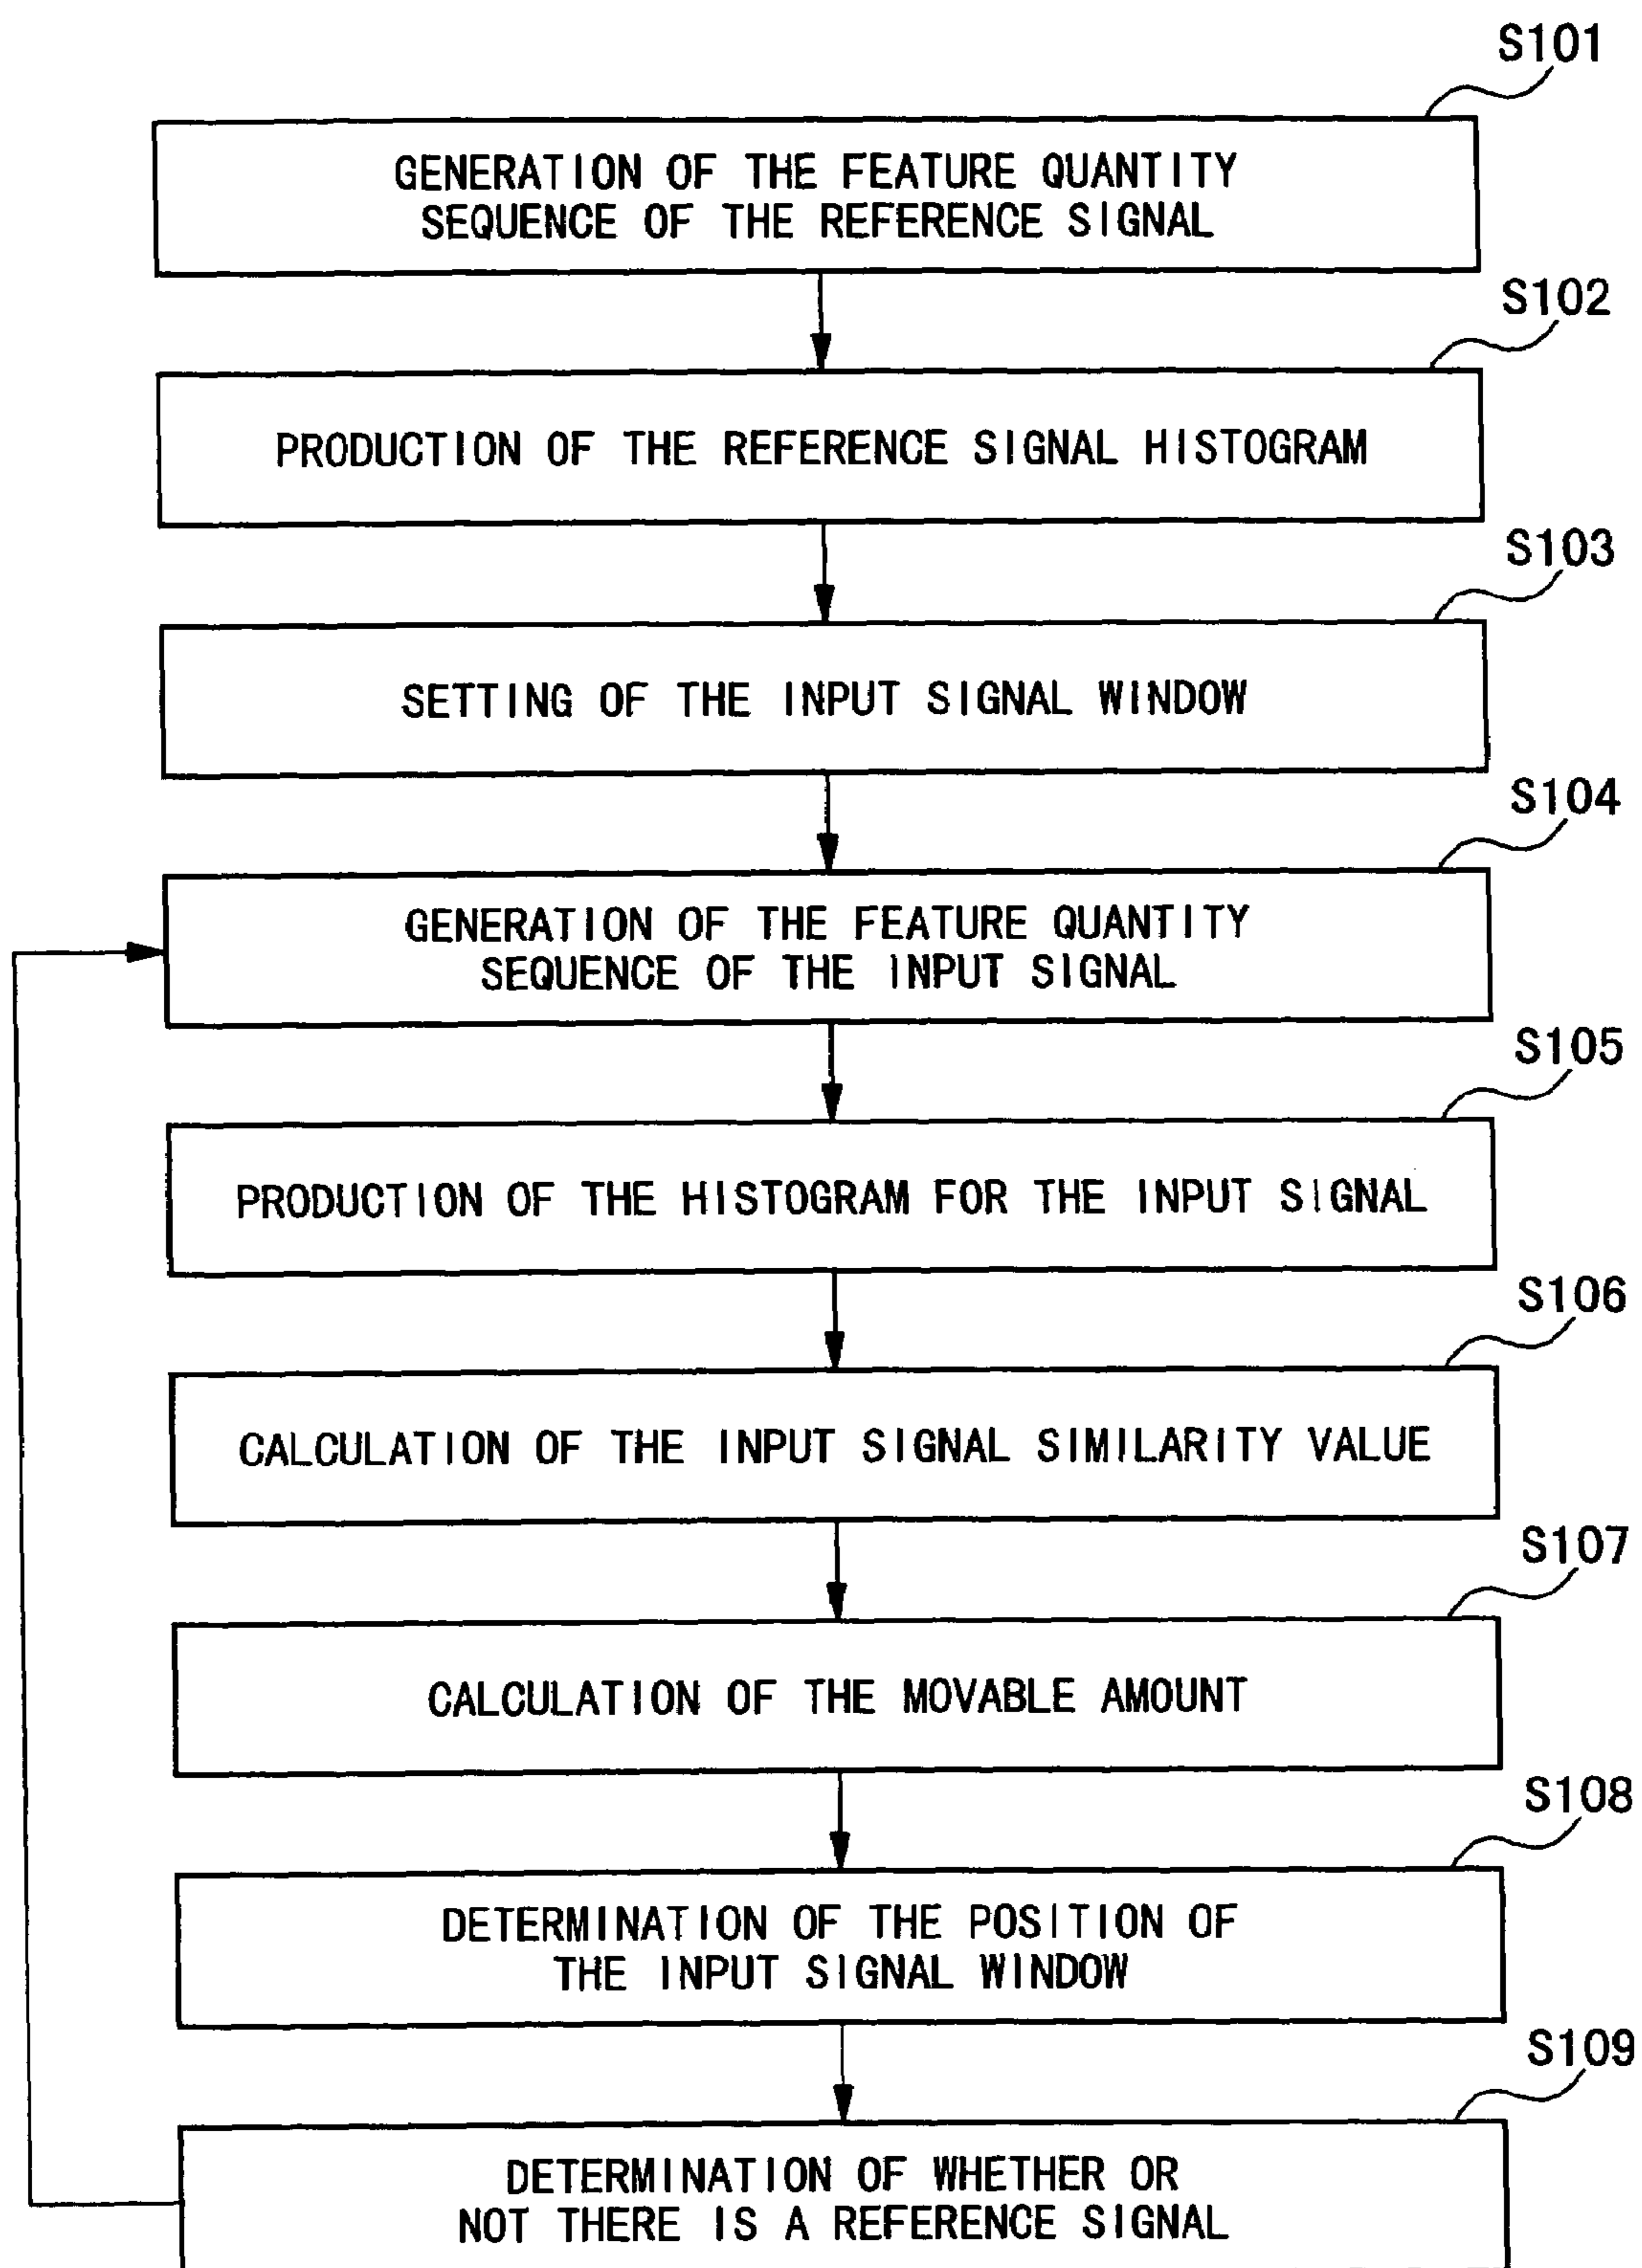 S101
GENERATION OF THE FEATURE QUANTITY
SEQUENCE OF THE REFERENCE SIGNAL
S102
PRODUCTION OF THE REFERENCE SIGNAL HISTOGRAM
S103
SETTING OF THE INPUT SIGNAL WINDOW
S104
GENERATION OF THE FEATURE QUANTITY
SEQUENCE OF THE INPUT SIGNAL
S105
PRODUCTION OF THE HISTOGRAM FOR THE INPUT SIGNAL
S106
CALCULATION OF THE INPUT SIGNAL SIMILARITY VALUE
S107
CALCULATION OF THE MOVABLE AMOUNT
S108
DETERMINATION OF THE POSITION OF
THE INPUT SIGNAL WINDOW
S109
DETERMINATION OF WHETHER OR
NOT THERE IS A REFERENCE SIGNAL